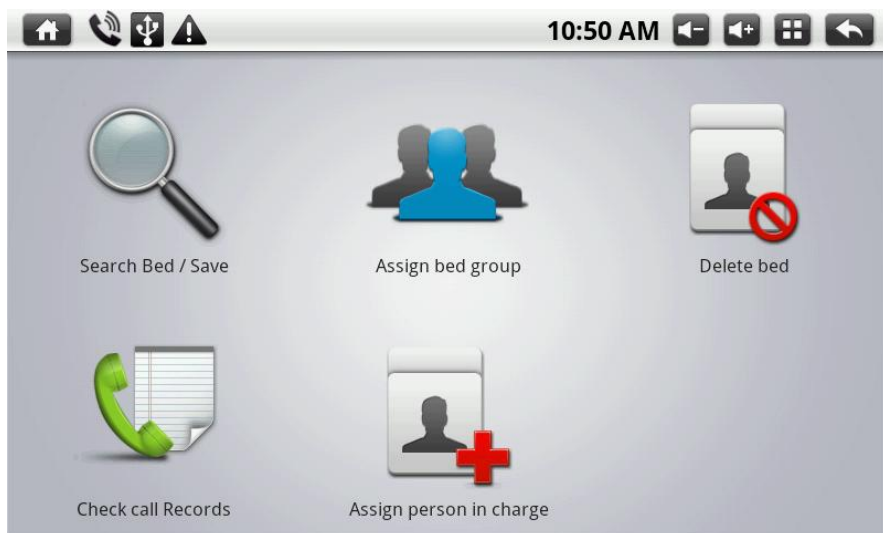 10:50 AM
Search Bed / Save
Assign bed group
Delete bed
Check call Records
Assign person in charge